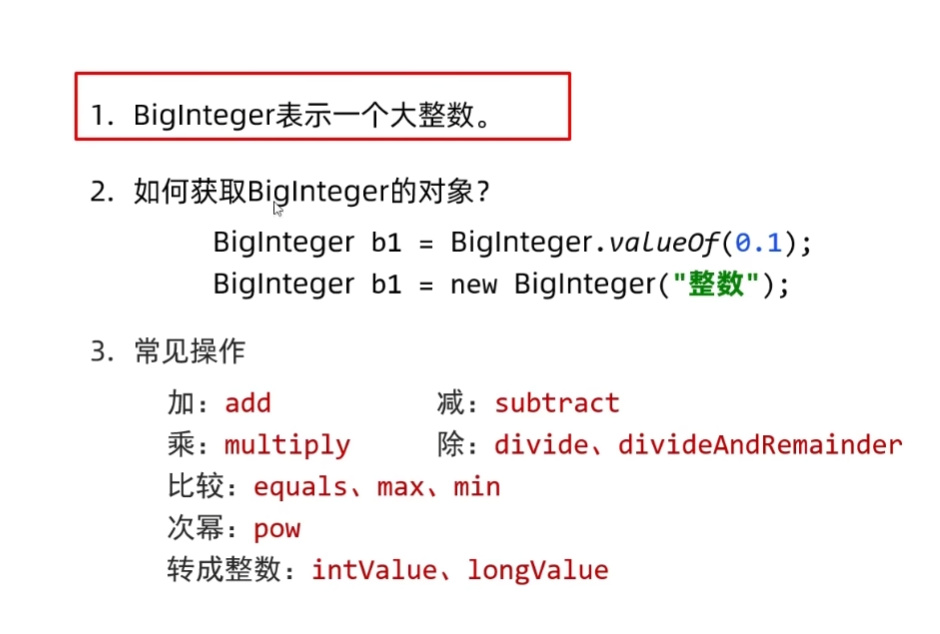 1. BigInteger表示一个大整数。
2. 如何获取BigInteger的对象?
BigInteger b1 = BigInteger.valueOf(0.1);
BigInteger b1 = new BigInteger("整数");
3. 常见操作
加: add 减: subtract
乘: multiply 除: divide、divideAndRemainder
比较: equals、max、min
次幂: pow
转成整数: intValue、longValue